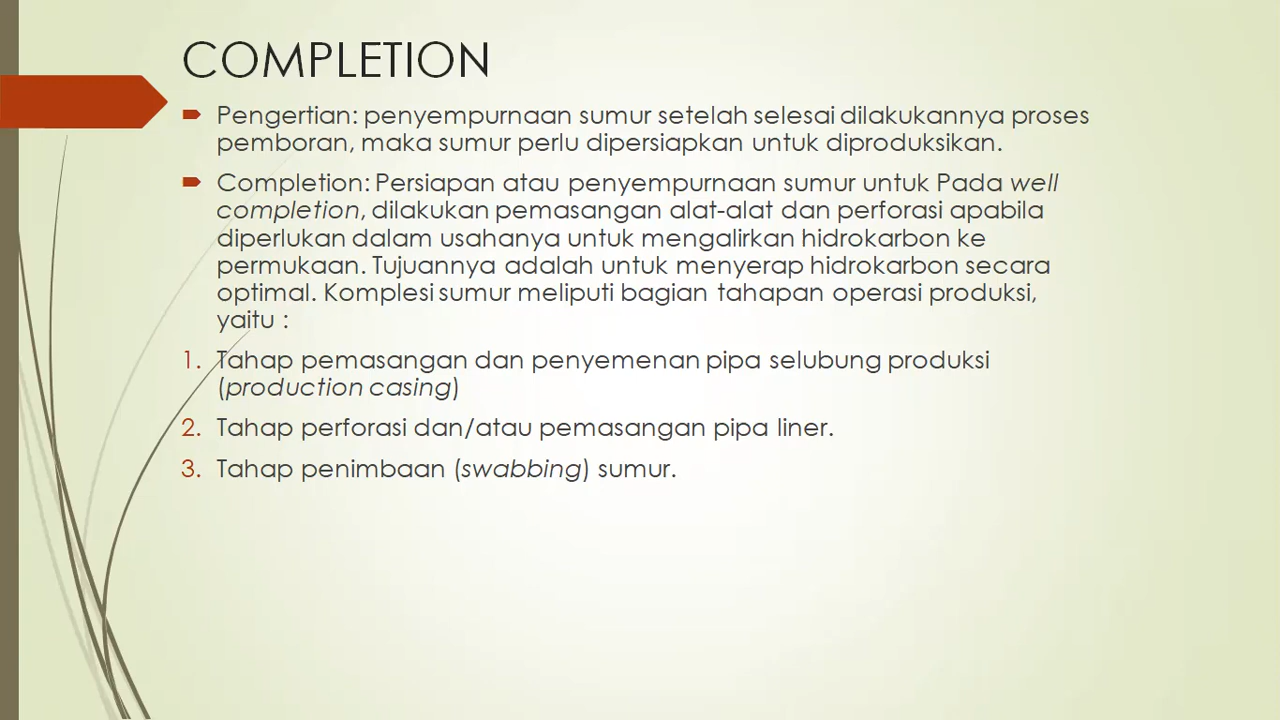 COMPLETION
Pengertian: penyempurnaan sumur setelah selesai dilakukannya proses
pemboran, maka sumur perlu dipersiapkan untuk diproduksikan.
Completion: Persiapan atau penyempurnaan sumur untuk Pada well
completion, dilakukan pemasangan alat-alat dan perforasi apabila
diperlukan dalam usahanya untuk mengalirkan hidrokarbon ke
permukaan. Tujuannya adalah untuk menyerap hidrokarbon secara
optimal. Komplesi sumur meliputi bagian tahapan operasi produksi,
yaitu :
1. Tahap pemasangan dan penyemenan pipa selubung produksi
(production casing)
2. Tahap perforasi dan/atau pemasangan pipa liner.
3. Tahap penimbaan (swabbing) sumur.